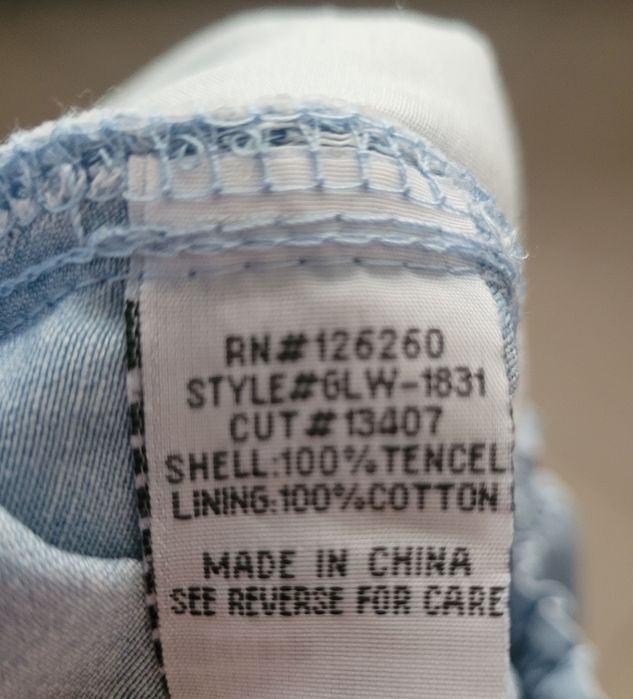 RN#126260
STYLE#GLW-1831
CUT#13407
SHELL:100%TENCEL
LINING:100%COTTON
MADE IN CHINA
SEE REVERSE FOR CARE